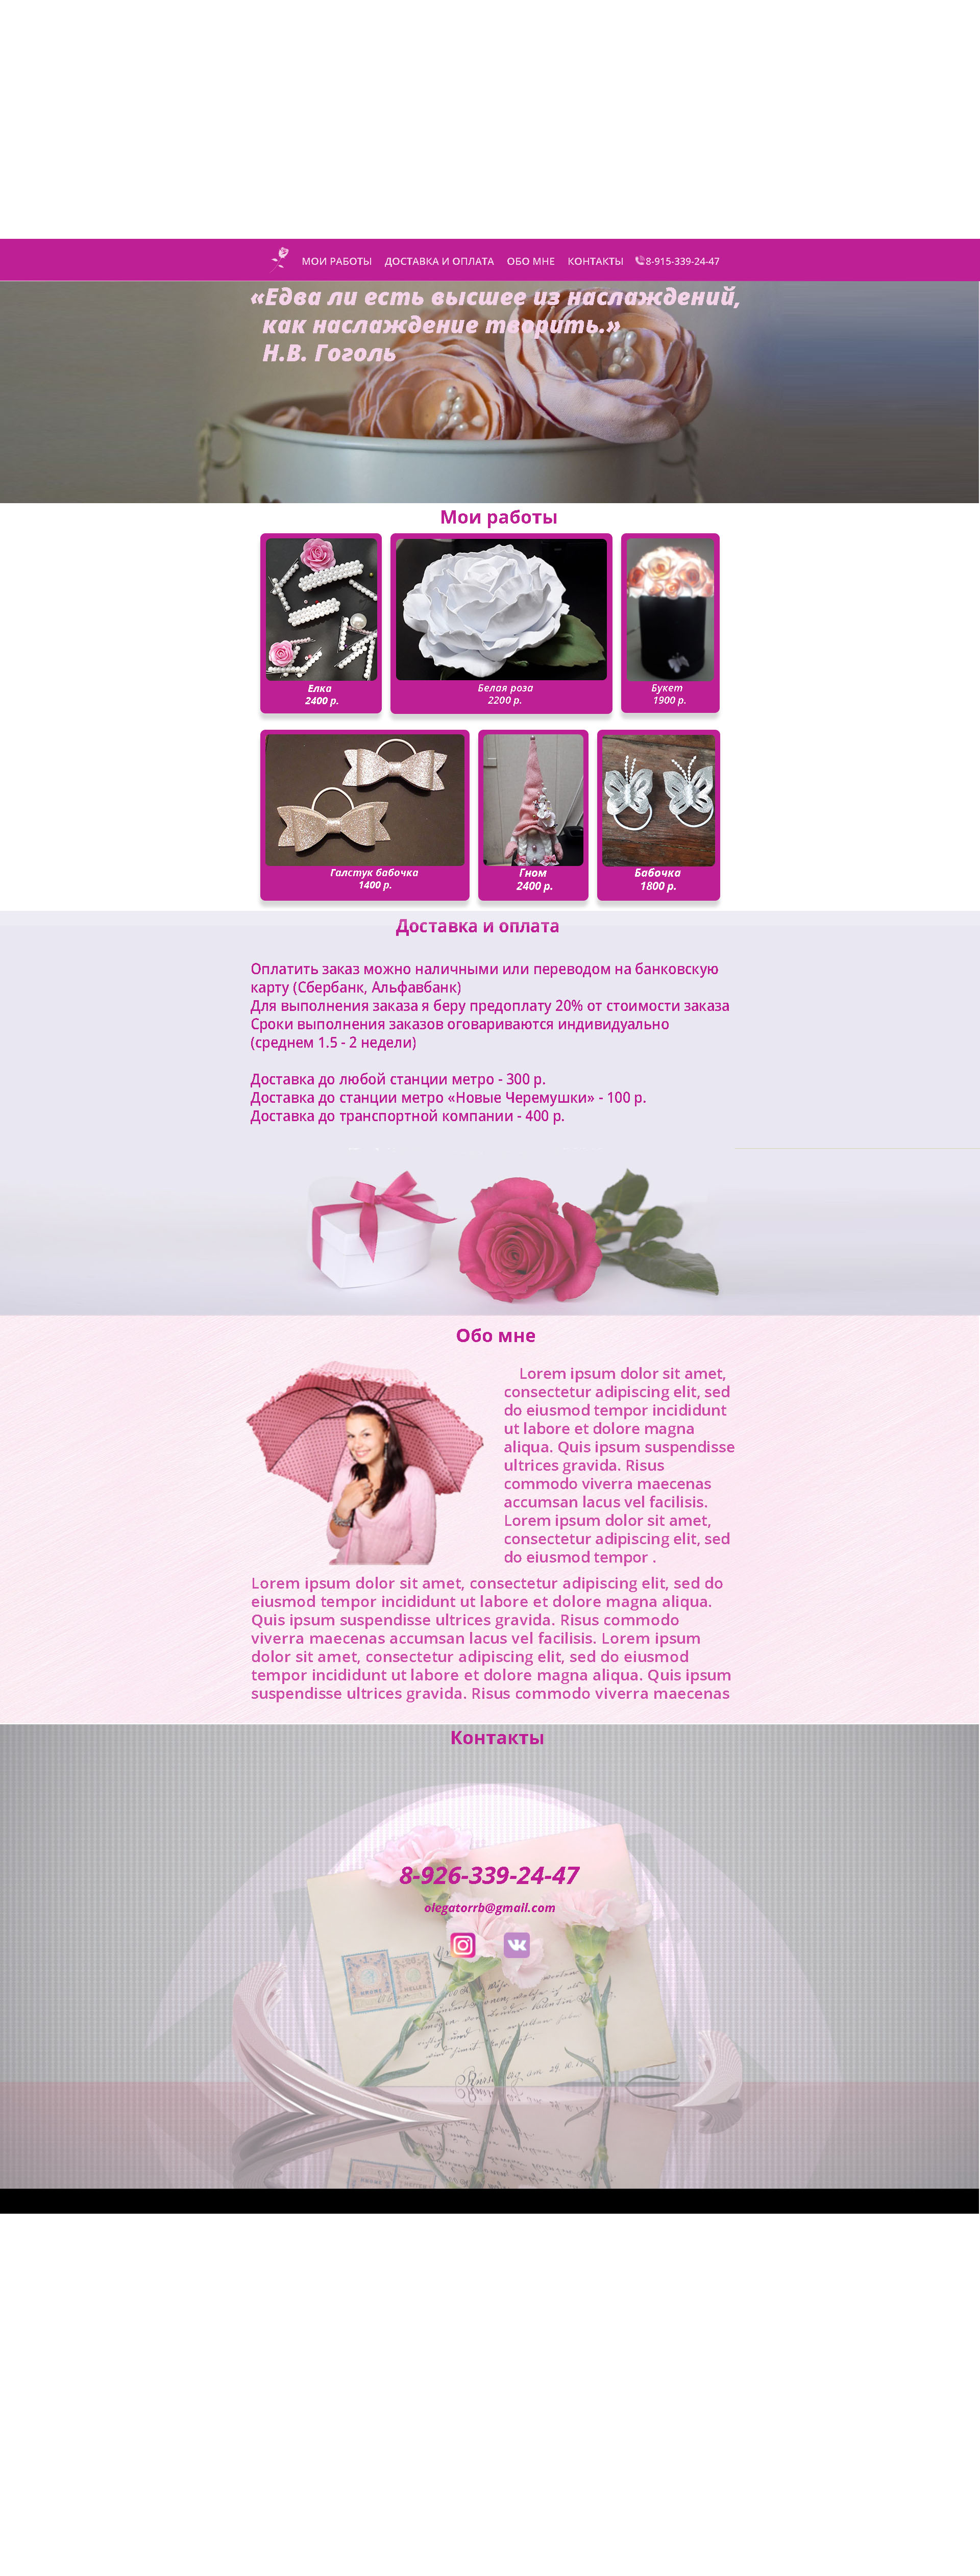 МОИ РАБОТЫ ДОСТАВКА И ОПЛАТА ОБО МНЕ КОНТАКТЫ 8-915-339-24-47
«Едва ли есть высшее из наслаждений,
как наслаждение творить.»
Н.В. Гоголь
Мои работы
Елка
2400 р.
Белая роза
2200 р.
Букет
1900 р.
Галстук бабочка
1400 р.
Гном
2400 р.
Бабочка
1800 р.
Доставка и оплата
Оплатить заказ можно наличными или переводом на банковскую
карту (Сбербанк, Альфавбанк)
Для выполнения заказа я беру предоплату 20% от стоимости заказа
Сроки выполнения заказов оговариваются индивидуально
(среднем 1.5 - 2 недели)
Доставка до любой станции метро - 300 р.
Доставка до станции метро «Новые Черемушки» - 100 р.
Доставка до транспортной компании - 400 р.
Обо мне
Lorem ipsum dolor sit amet,
consectetur adipiscing elit, sed
do eiusmod tempor incididunt
ut labore et dolore magna
aliqua. Quis ipsum suspendisse
ultrices gravida. Risus
commodo viverra maecenas
accumsan lacus vel facilisis.
Lorem ipsum dolor sit amet,
consectetur adipiscing elit, sed
do eiusmod tempor .
Lorem ipsum dolor sit amet, consectetur adipiscing elit, sed do
eiusmod tempor incididunt ut labore et dolore magna aliqua.
Quis ipsum suspendisse ultrices gravida. Risus commodo
viverra maecenas accumsan lacus vel facilisis. Lorem ipsum
dolor sit amet, consectetur adipiscing elit, sed do eiusmod
tempor incididunt ut labore et dolore magna aliqua. Quis ipsum
suspendisse ultrices gravida. Risus commodo viverra maecenas
Контакты
8-926-339-24-47
olegatorrb@gmail.com